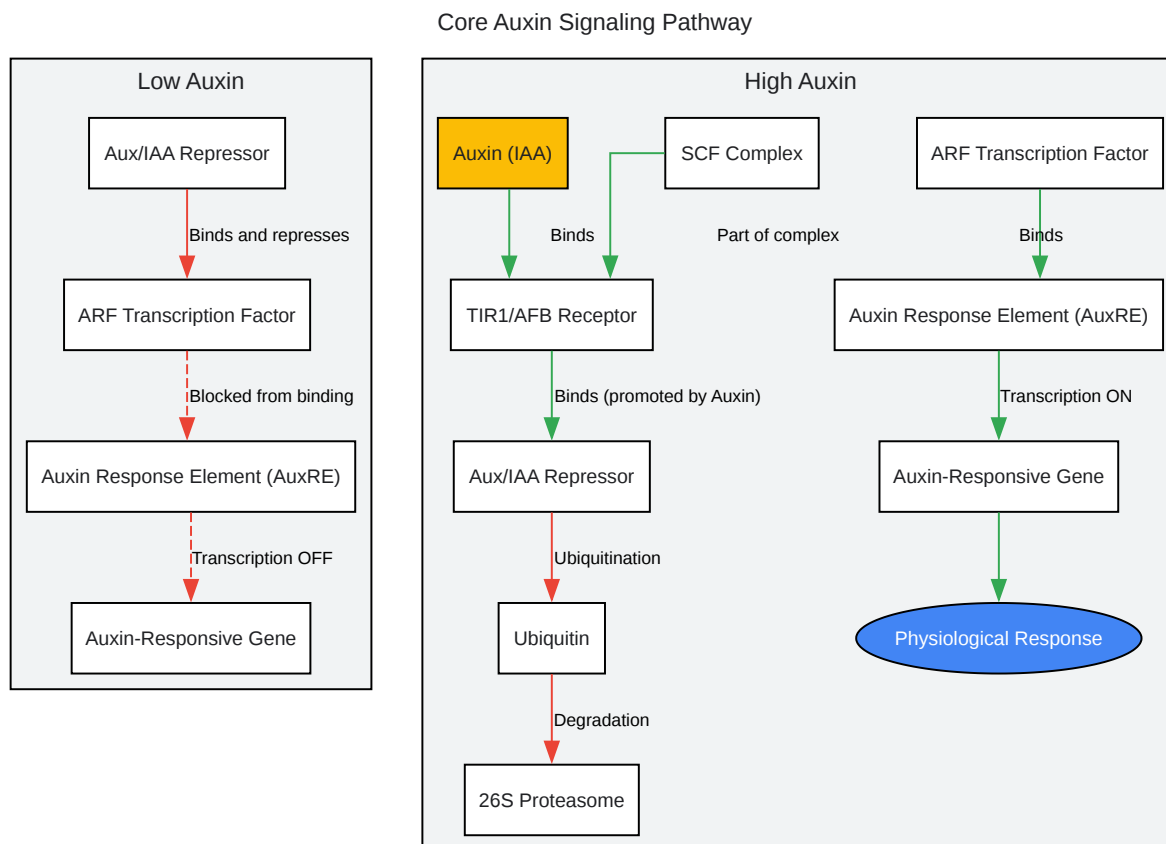 Core Auxin Signaling Pathway
Low Auxin
Aux/IAA Repressor
Binds and represses
ARF Transcription Factor
Blocked from binding
Auxin Response Element (AuxRE)
Transcription OFF
Auxin-Responsive Gene
High Auxin
Auxin (IAA)
SCF Complex
Binds
Part of complex
TIR1/AFB Receptor
Binds (promoted by Auxin)
Aux/IAA Repressor
Ubiquitination
Ubiquitin
Degradation
26S Proteasome
ARF Transcription Factor
Binds
Auxin Response Element (AuxRE)
Transcription ON
Auxin-Responsive Gene
Physiological Response